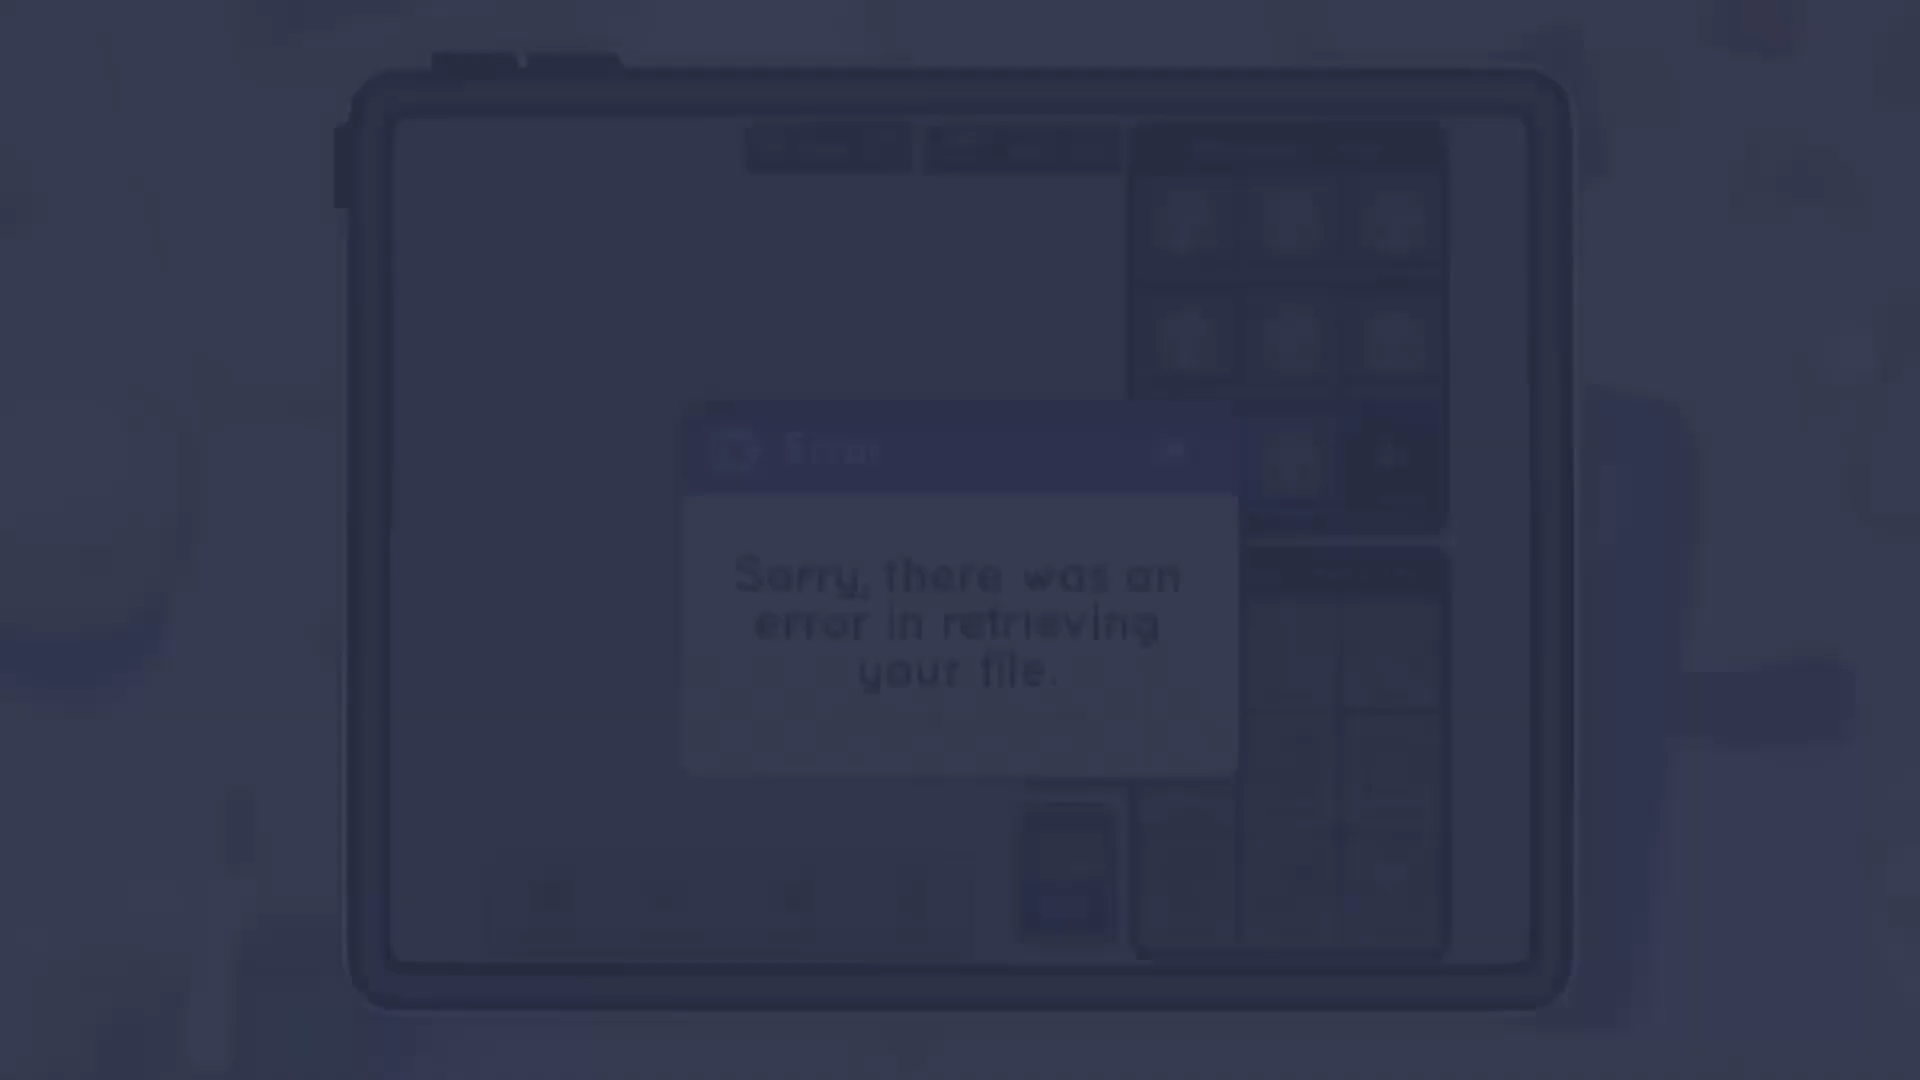 Error
Sorry, there was an
error in retrieving
your file.